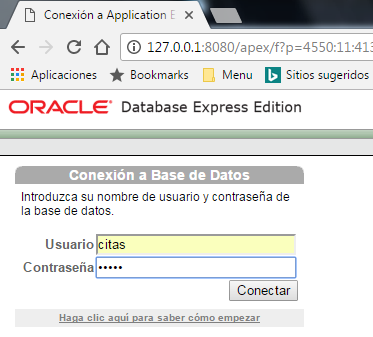 Conexión a Application E
127.0.0.1:8080/apex/f?p=4550:11:413
Aplicaciones Bookmarks Menu Sitios sugeridos
ORACLE Database Express Edition
Conexión a Base de Datos
Introduzca su nombre de usuario y contraseña de
la base de datos.
Usuario citas
Contraseña •••••
Conectar
Haga clic aquí para saber cómo empezar